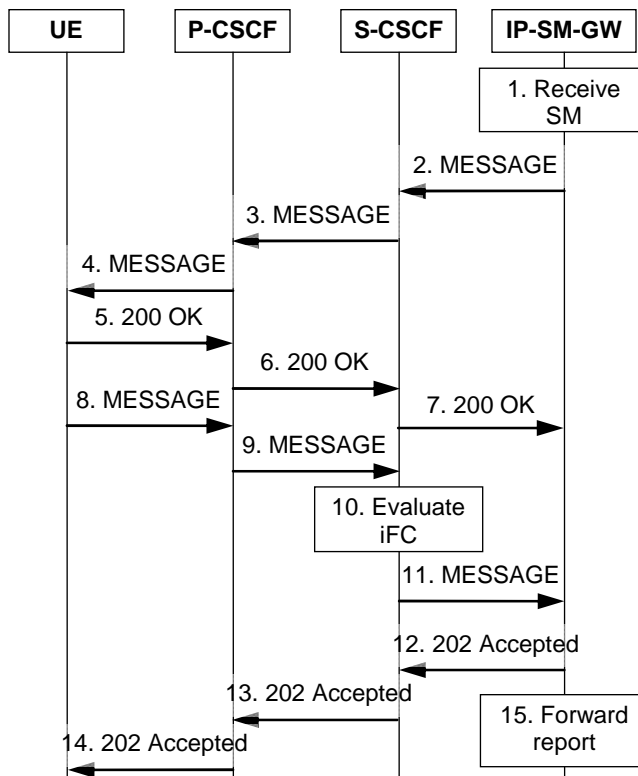 UE P-CSCF S-CSCF IP-SM-GW
1. Receive
SM
2. MESSAGE
3. MESSAGE
4. MESSAGE
5. 200 OK
6. 200 OK
8. MESSAGE
7. 200 OK
9. MESSAGE
10. Evaluate
iFC
11. MESSAGE
12. 202 Accepted
13. 202 Accepted
15. Forward
report
14. 202 Accepted